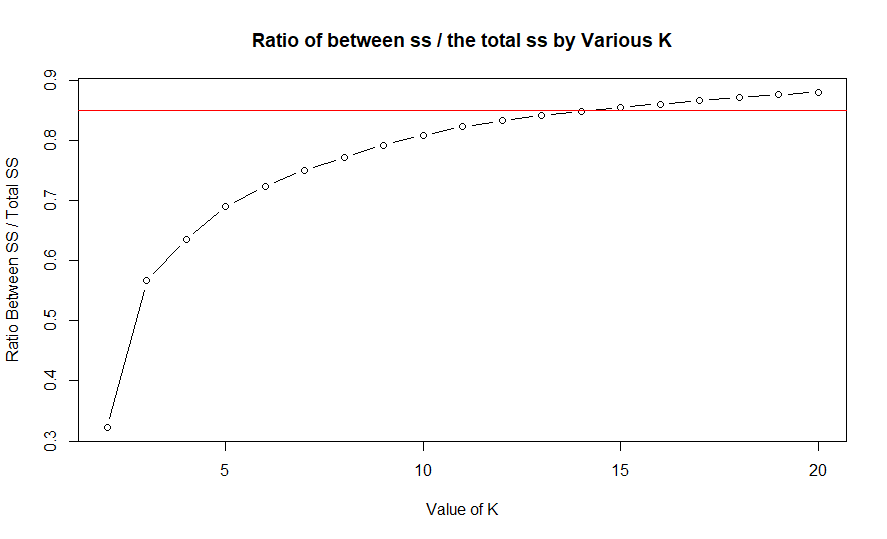 Ratio of between ss / the total ss by Various K
Ratio Between SS / Total SS
0.9
0.8
0.7
0.6
0.5
0.4
0.3
5 10 15 20
Value of K